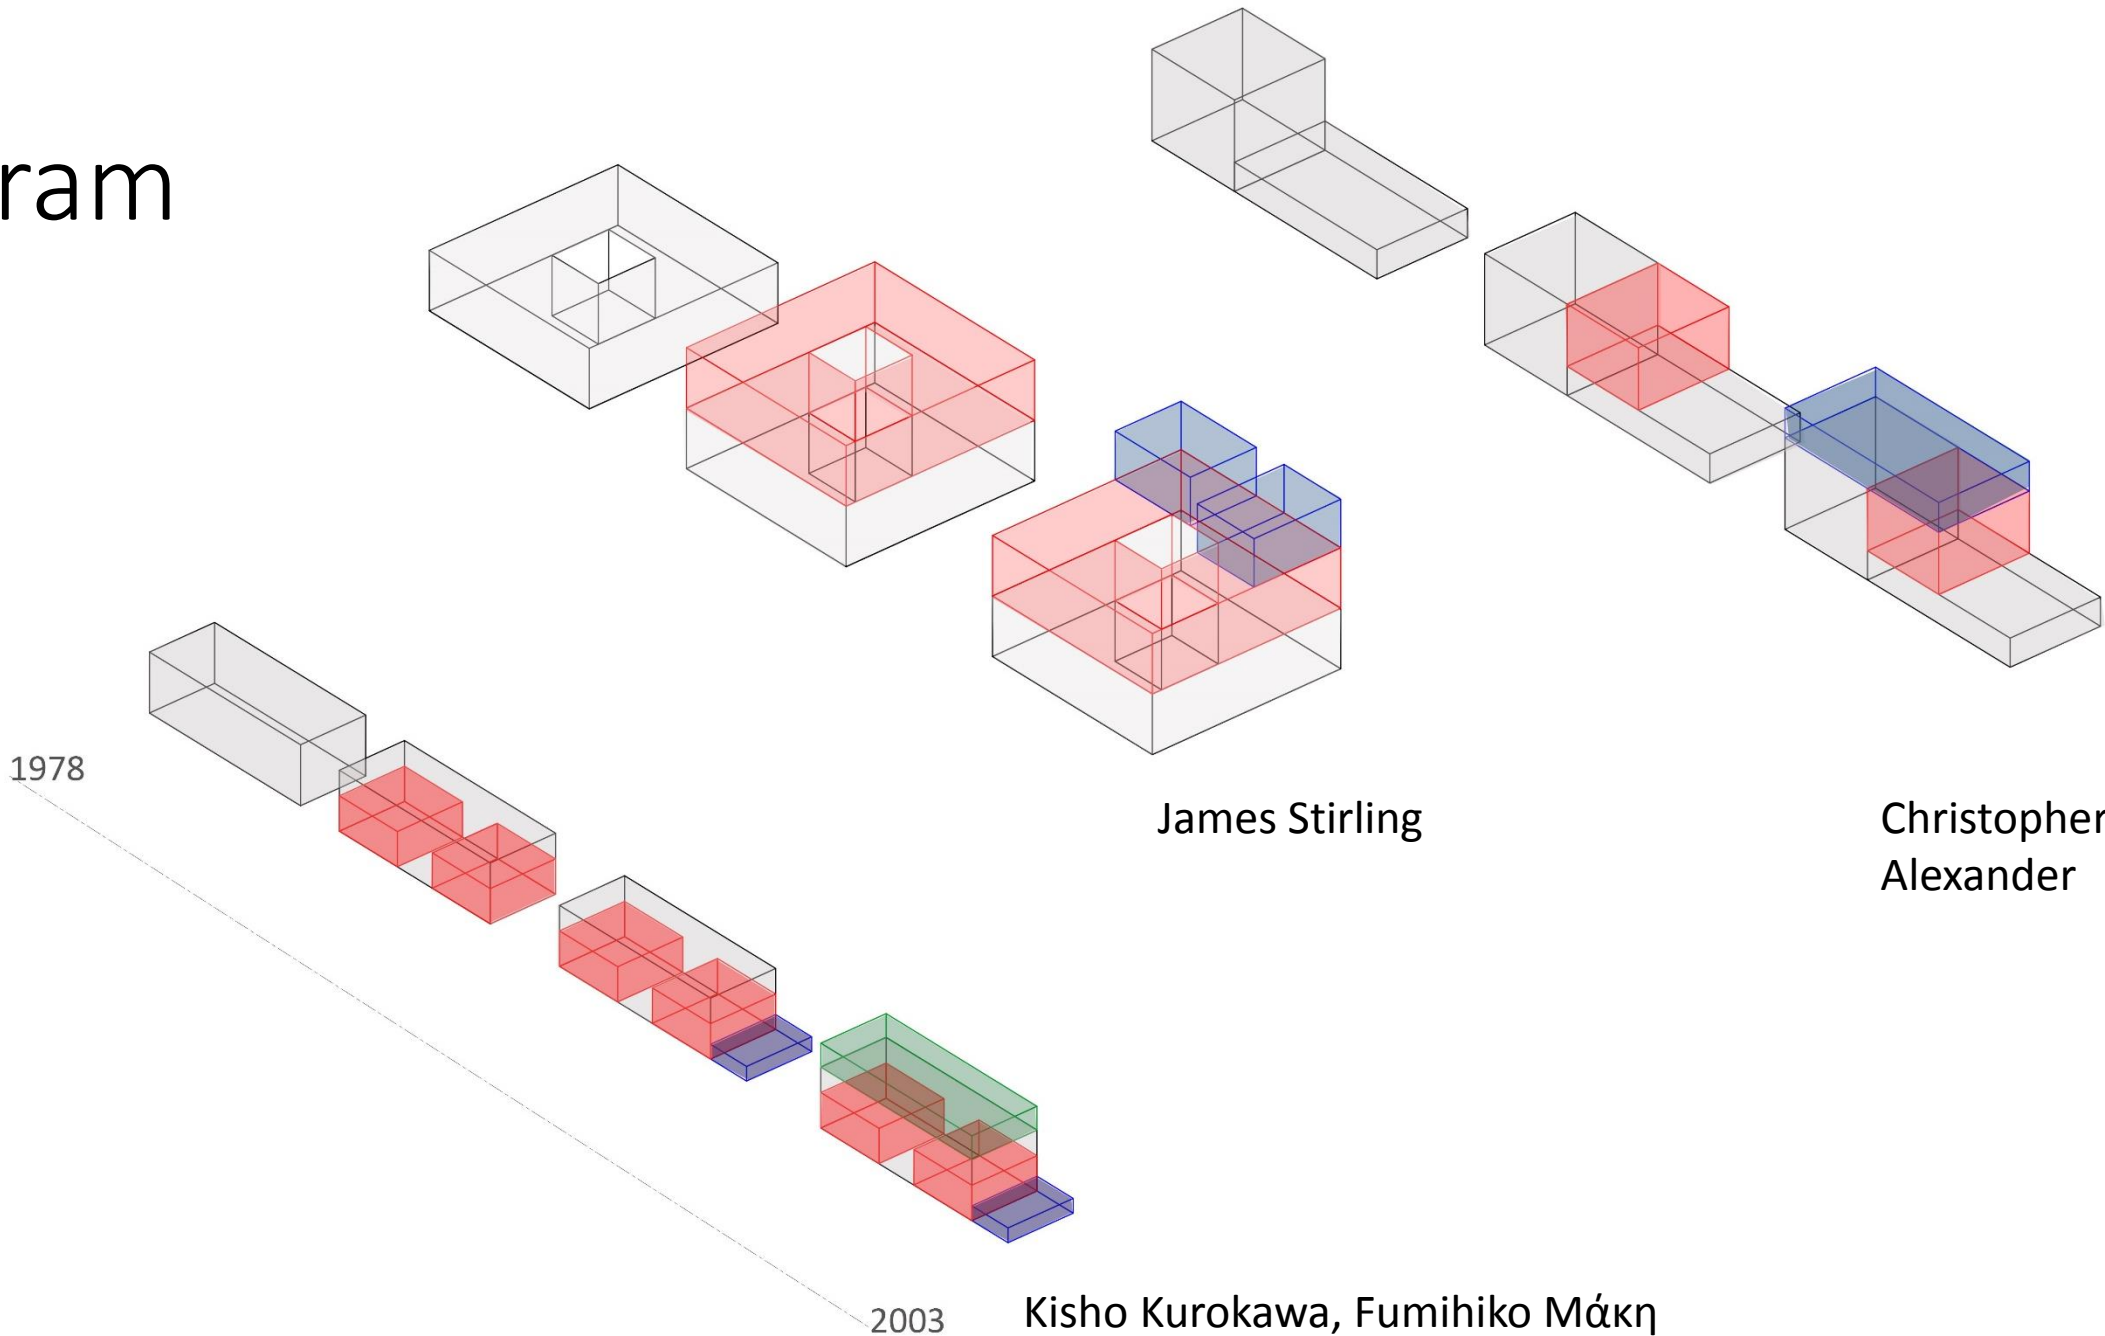 ram
James Stirling
Christopher
Alexander
1978
2003
Kisho Kurokawa, Fumihiko Μάκη